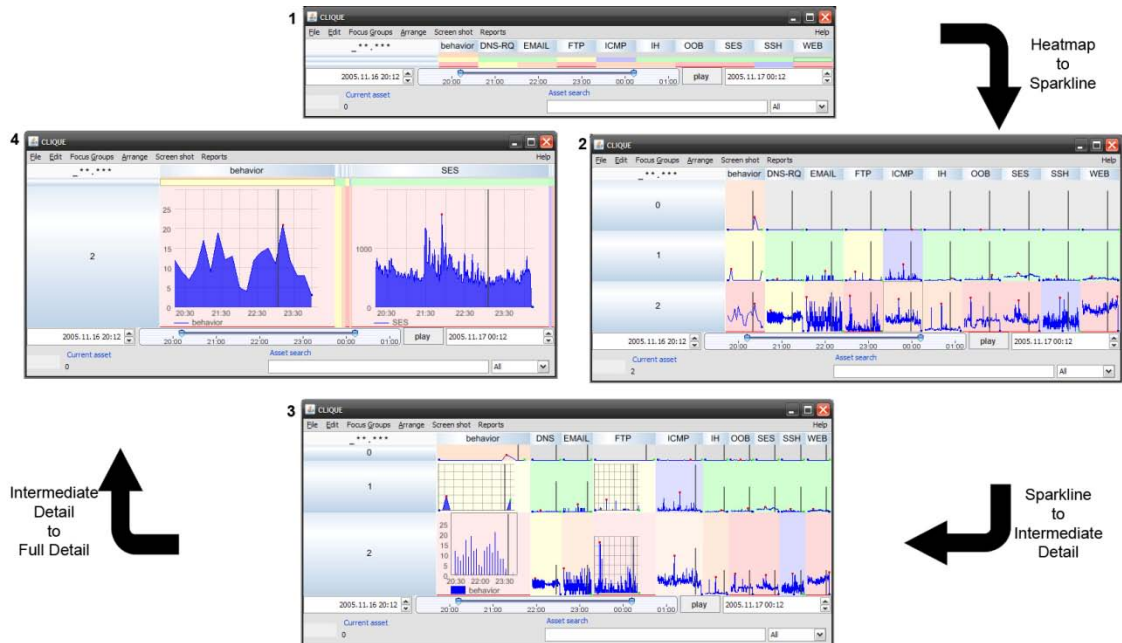 1
CLIQUE
File Edit Focus Groups Arrange Screen shot Reports Help
_**.*** behavior DNS-RQ EMAIL FTP ICMP IH OOB SES SSH WEB
2005.11.16 20:12 20:00 21:00 22:00 23:00 00:00 01:00 play 2005.11.17 00:12
Current asset Asset search
0 All
Heatmap
to
Sparkline
2
CLIQUE
File Edit Focus Groups Arrange Screen shot Reports Help
_**.*** behavior DNS-RQ EMAIL FTP ICMP IH OOB SES SSH WEB
0
1
2
2005.11.16 20:12 20:00 21:00 22:00 23:00 00:00 01:00 play 2005.11.17 00:12
Current asset Asset search
2 All
Sparkline
to
Intermediate
Detail
3
CLIQUE
File Edit Focus Groups Arrange Screen shot Reports Help
_**.*** behavior DNS EMAIL FTP ICMP IH OOB SES SSH WEB
0
1
2
25
20
15
10
5
0
20:30 22:00 23:30
behavior
2005.11.16 20:12 20:00 21:00 22:00 23:00 00:00 01:00 play 2005.11.17 00:12
Current asset Asset search
0 All
Intermediate
Detail
to
Full Detail
4
CLIQUE
File Edit Focus Groups Arrange Screen shot Reports Help
_**.*** behavior SES
2
25
20
15
10
5
0
20:30 21:30 22:30 23:30
behavior
1000
0
20:30 21:30 22:30 23:30
SES
2005.11.16 20:12 20:00 21:00 22:00 23:00 00:00 01:00 play 2005.11.17 00:12
Current asset Asset search
0 All